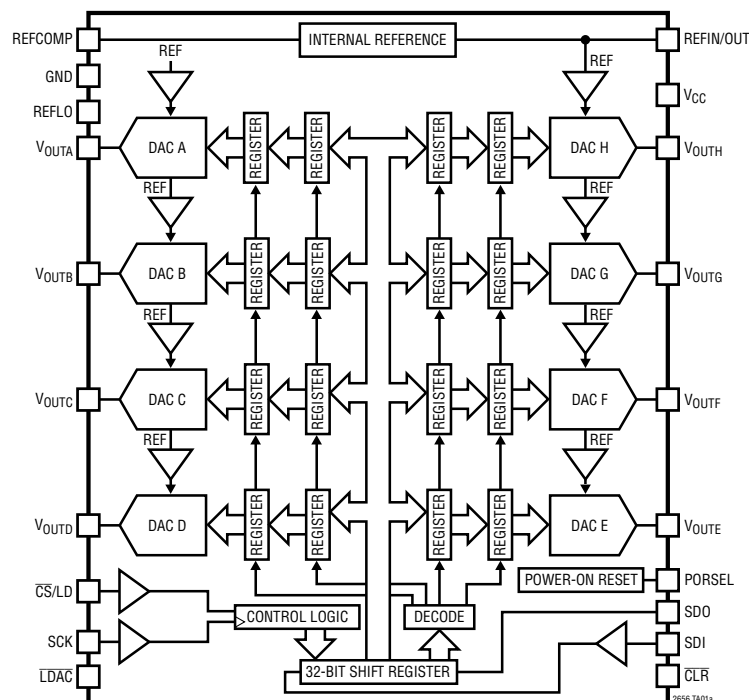 REFCOMP
INTERNAL REFERENCE
REFIN/OUT
REF
REF
GND
VCC
REFLO
VOUTA
DAC A
REGISTER
REGISTER
REGISTER
REGISTER
DAC H
VOUTH
REF
REF
VOUTB
DAC B
REGISTER
REGISTER
REGISTER
REGISTER
DAC G
VOUTG
REF
REF
VOUTC
DAC C
REGISTER
REGISTER
REGISTER
REGISTER
DAC F
VOUTF
REF
REF
VOUTD
DAC D
REGISTER
REGISTER
REGISTER
REGISTER
DAC E
VOUTE
CS/LD
POWER-ON RESET
PORSEL
CONTROL LOGIC
DECODE
SDO
SCK
SDI
LDAC
32-BIT SHIFT REGISTER
CLR
2656 TA01a